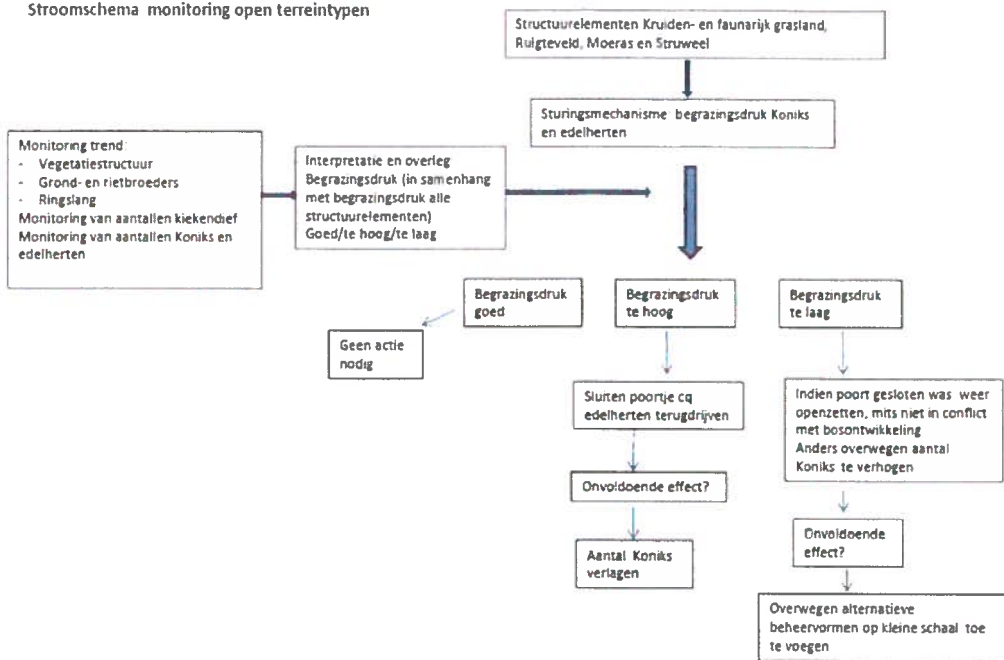 Stroomschema monitoring open terreintypen
Structuurelementen Kruiden- en faunarijk grasland,
Ruigteveld, Moeras en Struweel
Sturingsmechanisme begrazingsdruk Koniks
en edelherten
Monitoring trend:
- Vegetatiestructuur
- Grond- en rietbroeders
- Ringslang
Monitoring van aantallen kiekendief
Monitoring van aantallen Koniks en
edelherten
Interpretatie en overleg
Begrazingsdruk (in samenhang
met begrazingsdruk alle
structuurelementen)
Goed/te hoog/te laag
Begrazingsdruk
goed
Geen actie
nodig
Begrazingsdruk
te hoog
Sluiten poortje cq
edelherten terugdrijven
Onvoldoende effect?
Aantal Koniks
verlagen
Begrazingsdruk
te laag
Indien poort gesloten was weer
openzetten, mits niet in conflict
met bosontwikkeling
Anders overwegen aantal
Koniks te verhogen
Onvoldoende
effect?
Overwegen alternatieve
beheervormen op kleine schaal toe
te voegen